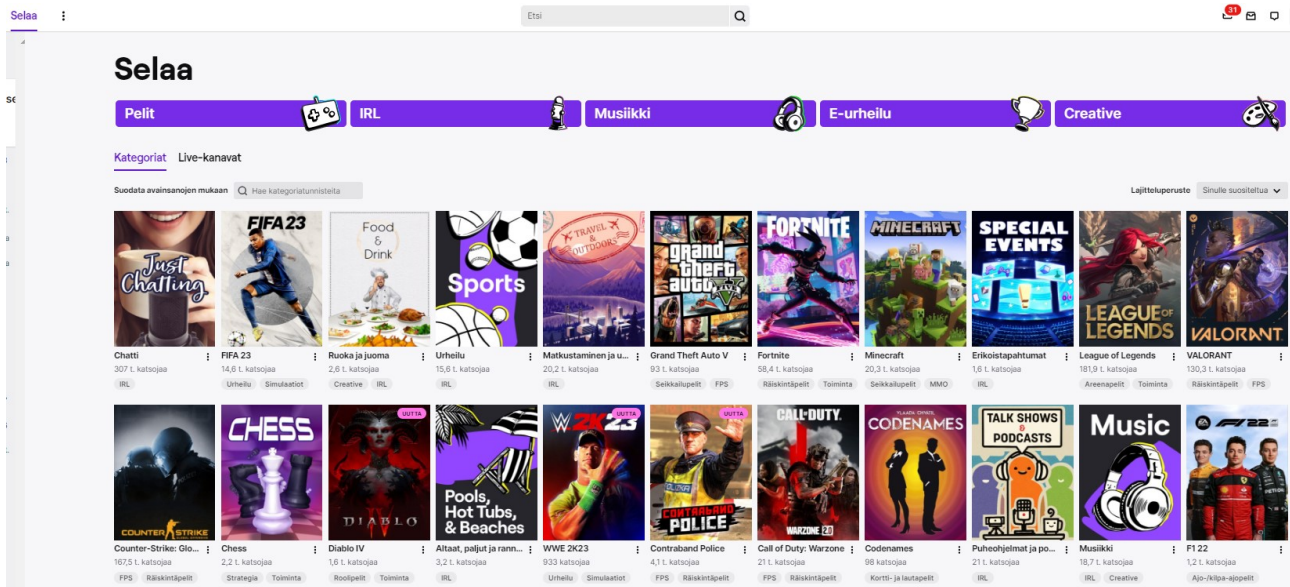 Selaa
Etsi
31
Selaa
Pelit
IRL
Musiikki
E-urheilu
Creative
Kategoriat Live-kanavat
Suodata avainsanojen mukaan Hae kategoriatunnisteita
Lajitteluperuste Sinulle suositeltua
Just Chatting
FIFA 23
Food & Drink
Sports
TRAVEL & OUTDOORS
grand theft auto V
FORTNITE
MINECRAFT
SPECIAL EVENTS
LEAGUE OF LEGENDS
VALORANT
Chatti FIFA 23 Ruoka ja juoma Urheilu Matkustaminen ja u... Grand Theft Auto V Fortnite Minecraft Erikoistapahtumat League of Legends VALORANT
307 t. katsojaa 14,6 t. katsojaa 2,6 t. katsojaa 15,6 t. katsojaa 20,2 t. katsojaa 93 t. katsojaa 58,4 t. katsojaa 20,3 t. katsojaa 1,6 t. katsojaa 181,9 t. katsojaa 130,3 t. katsojaa
IRL Urheilu Simulaatiot Creative IRL IRL IRL Seikkailupelit FPS Räiskintäpelit Toiminta Seikkailupelit MMO IRL Areenapelit Toiminta Räiskintäpelit FPS
COUNTER STRIKE
CHESS
UUTTA
DIABLO
Pools, Hot Tubs, & Beaches
UUTTA
W 2K23
UUTTA
CONTRABAND POLICE
CALL OF DUTY
WARZONE 2.0
CODENAMES
TALK SHOWS & PODCASTS
Music
F1 22
Counter-Strike: Glo... Chess Diablo IV Altaat, paljut ja rann... WWE 2K23 Contraband Police Call of Duty: Warzone Codenames Puheohjelmat ja po... Musiikki F1 22
167,5 t. katsojaa 2,2 t. katsojaa 1,6 t. katsojaa 3,2 t. katsojaa 933 katsojaa 4,1 t. katsojaa 21 t. katsojaa 98 katsojaa 21 t. katsojaa 18,7 t. katsojaa 1,2 t. katsojaa
FPS Räiskintäpelit Strategia Toiminta Roolipelit Toiminta IRL Urheilu Simulaatiot FPS Räiskintäpelit FPS Räiskintäpelit Kortti- ja lautapelit IRL IRL Creative Ajo-/kilpa-ajopelit